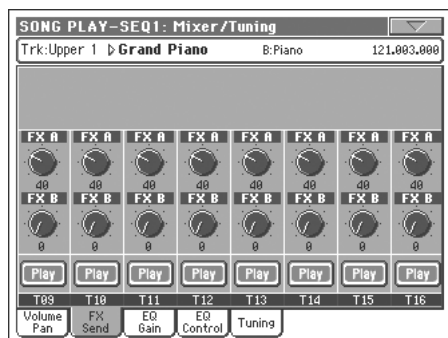 SONG PLAY-SEQ1: Mixer/Tuning
Trk:Upper 1 ▷Grand Piano B:Piano 121.003.000
FX A FX A FX A FX A FX A FX A FX A FX A
40 40 40 40 40 40 40 40
FX B FX B FX B FX B FX B FX B FX B FX B
0 0 0 0 0 0 0 0
Play Play Play Play Play Play Play Play
T09 T10 T11 T12 T13 T14 T15 T16
Volume Pan FX Send EQ Gain EQ Control Tuning